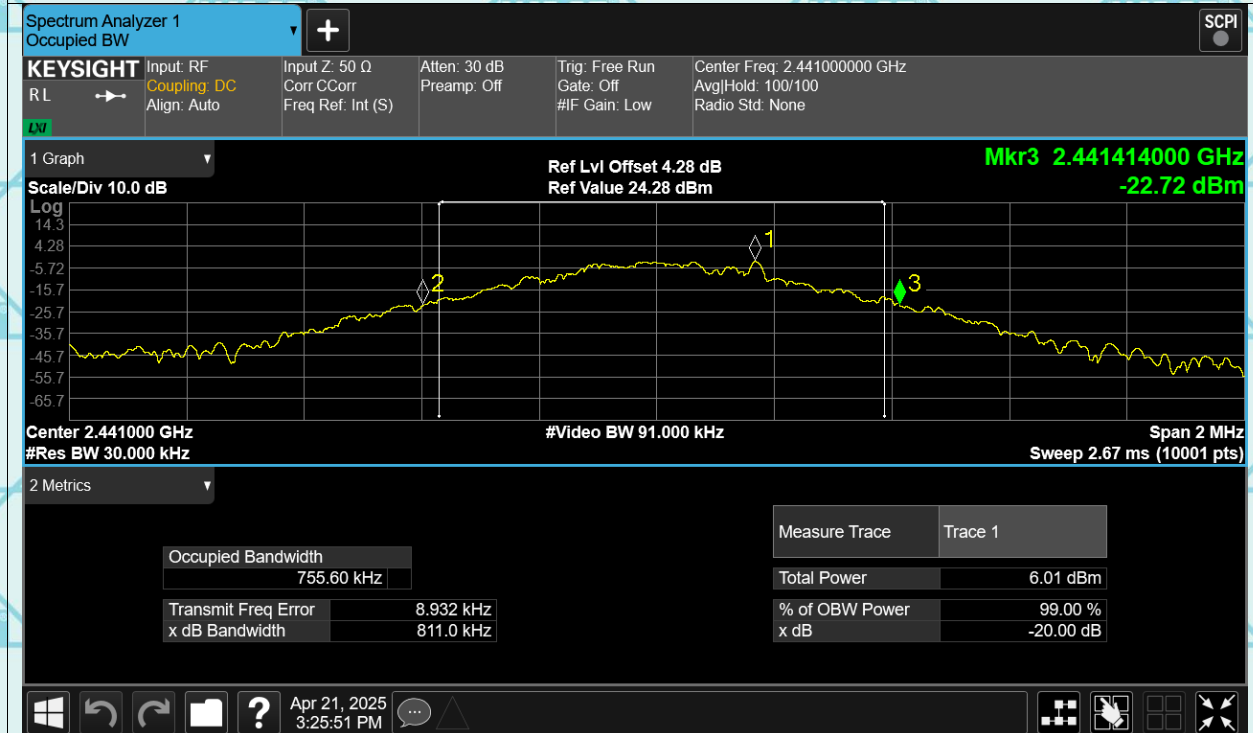 Spectrum Analyzer 1
Occupied BW
+
SCPI
KEYSIGHT
R L
LXI
Input: RF
Coupling: DC
Align: Auto
Input Z: 50 Ω
Corr CCorr
Freq Ref: Int (S)
Atten: 30 dB
Preamp: Off
Trig: Free Run
Gate: Off
#IF Gain: Low
Center Freq: 2.441000000 GHz
Avg|Hold: 100/100
Radio Std: None
1 Graph
Ref Lvl Offset 4.28 dB
Mkr3 2.441414000 GHz
Scale/Div 10.0 dB
Ref Value 24.28 dBm
-22.72 dBm
Log
14.3
4.28
-5.72
-15.7
-25.7
-35.7
-45.7
-55.7
-65.7
1
2
3
Center 2.441000 GHz
#Video BW 91.000 kHz
Span 2 MHz
#Res BW 30.000 kHz
Sweep 2.67 ms (10001 pts)
2 Metrics
Measure Trace Trace 1
Occupied Bandwidth
755.60 kHz
Total Power 6.01 dBm
Transmit Freq Error 8.932 kHz
% of OBW Power 99.00 %
x dB Bandwidth 811.0 kHz
x dB -20.00 dB
?
Apr 21, 2025
3:25:51 PM